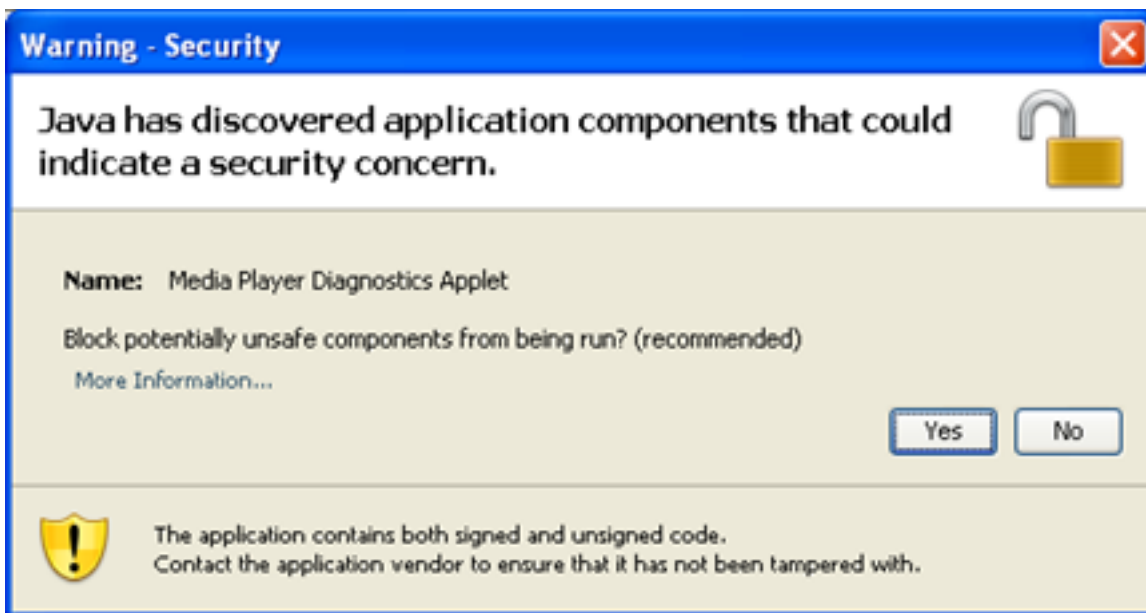 Warning - Security
Java has discovered application components that could
indicate a security concern.
Name: Media Player Diagnostics Applet
Block potentially unsafe components from being run? (recommended)
More Information...
Yes No
The application contains both signed and unsigned code.
Contact the application vendor to ensure that it has not been tampered with.